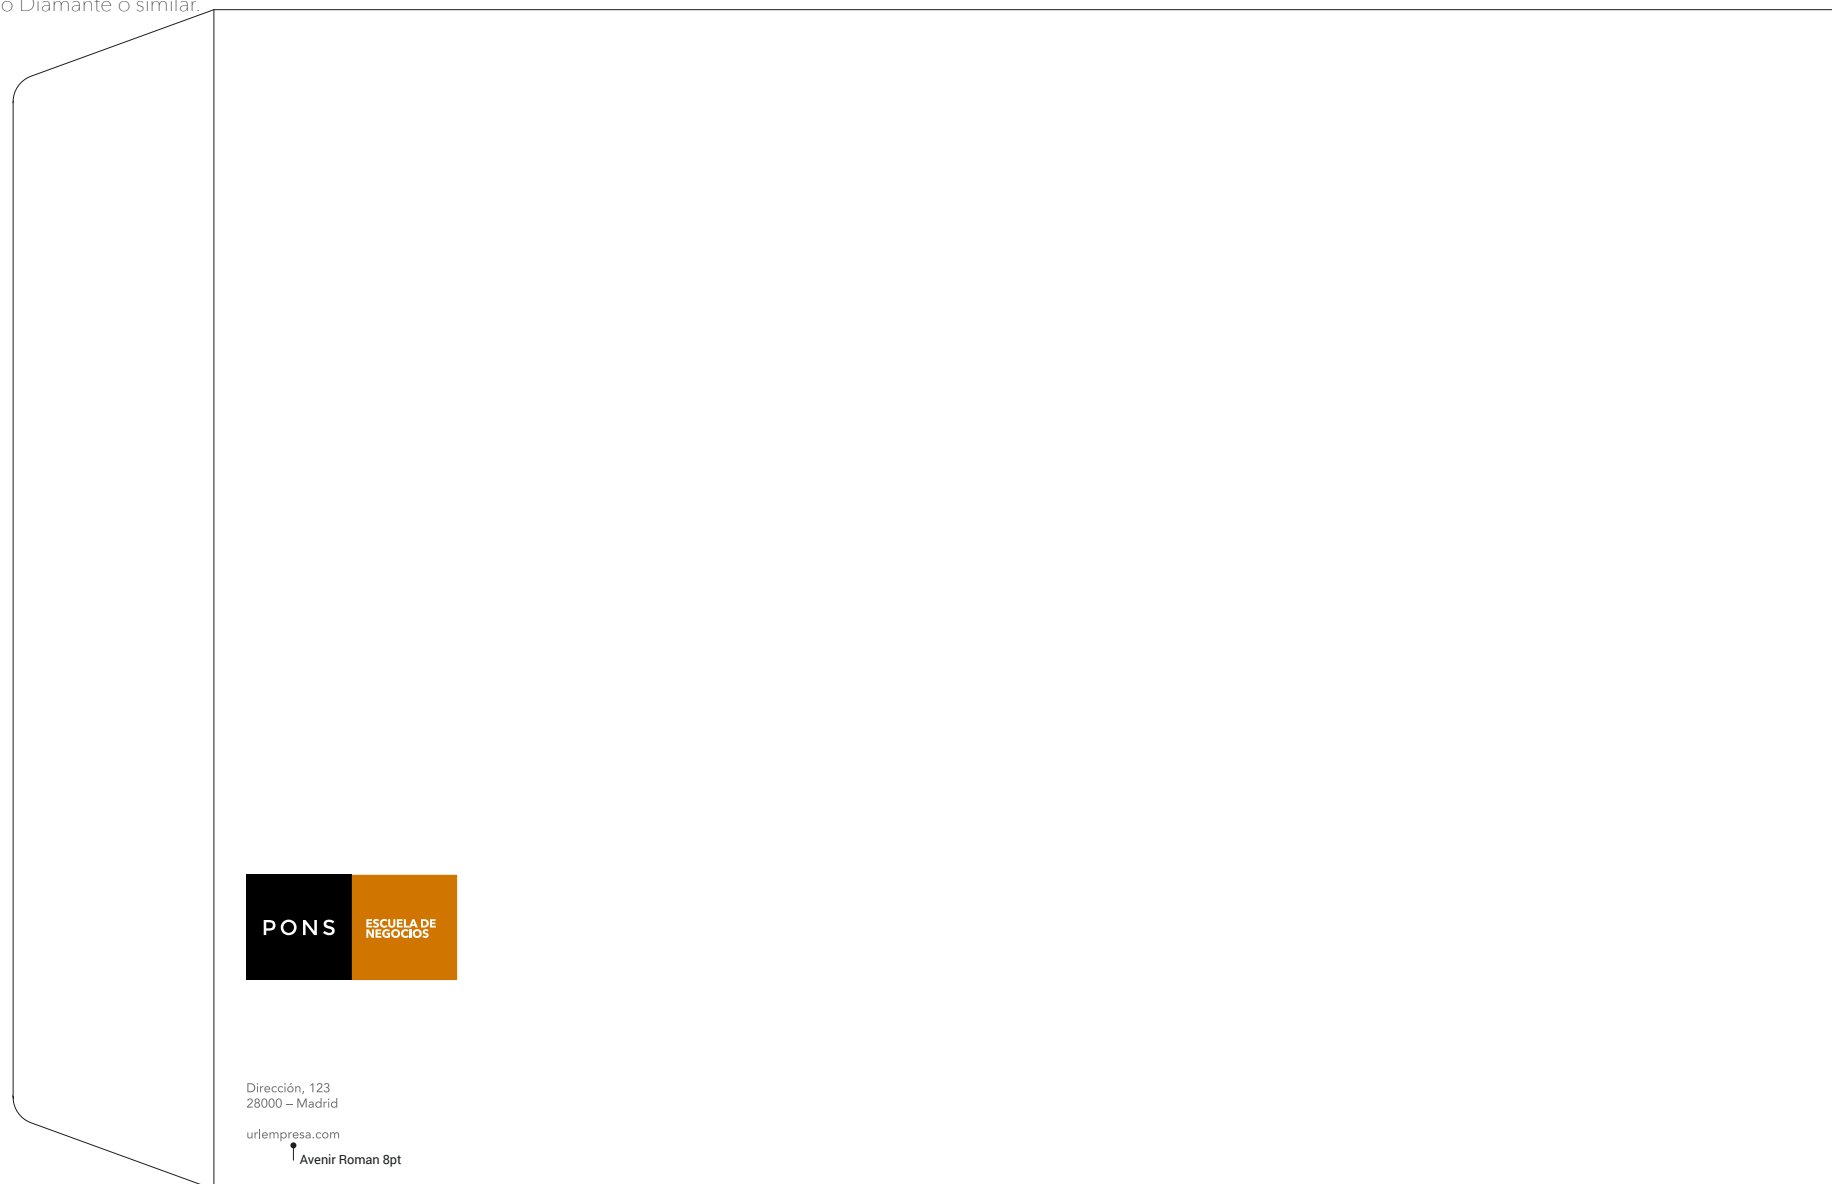 o Diamante o similar.
PONS
ESCUELA DE
NEGOCIOS
Dirección, 123
28000 – Madrid
urlempresa.com
Avenir Roman 8pt